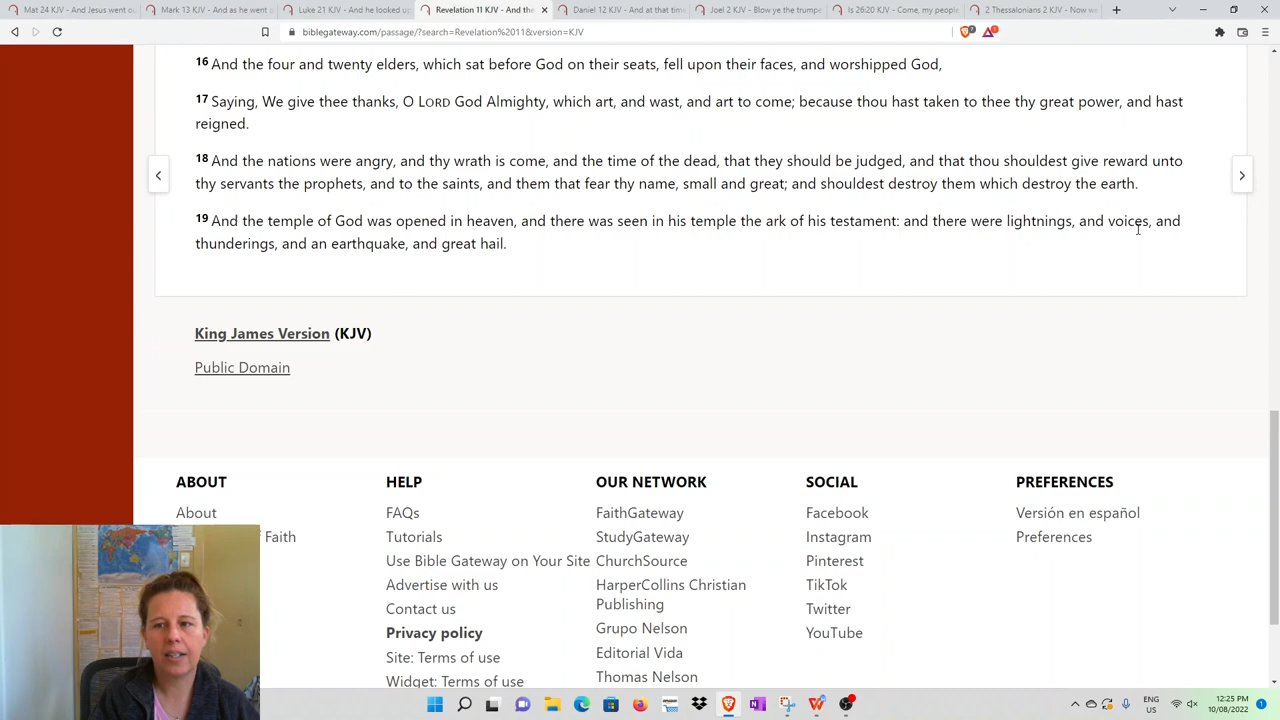 Mat 24 KJV - And Jesus went ou
Mark 13 KJV - And as he went o
Luke 21 KJV - And he looked up
Revelation 11 KJV - And the
Daniel 12 KJV - And at that time
Joel 2 KJV - Blow ye the trumpe
Is 26:20 KJV - Come, my people
2 Thessalonians 2 KJV - Now w
biblegateway.com/passage/?search=Revelation%2011&version=KJV
16 And the four and twenty elders, which sat before God on their seats, fell upon their faces, and worshipped God,
17 Saying, We give thee thanks, O LORD God Almighty, which art, and wast, and art to come; because thou hast taken to thee thy great power, and hast
reigned.
18 And the nations were angry, and thy wrath is come, and the time of the dead, that they should be judged, and that thou shouldest give reward unto
thy servants the prophets, and to the saints, and them that fear thy name, small and great; and shouldest destroy them which destroy the earth.
19 And the temple of God was opened in heaven, and there was seen in his temple the ark of his testament: and there were lightnings, and voices, and
thunderings, and an earthquake, and great hail.
King James Version (KJV)
Public Domain
ABOUT
About
Faith
HELP
FAQs
Tutorials
Use Bible Gateway on Your Site
Advertise with us
Contact us
Privacy policy
Site: Terms of use
Widget: Terms of use
OUR NETWORK
FaithGateway
StudyGateway
ChurchSource
HarperCollins Christian
Publishing
Grupo Nelson
Editorial Vida
Thomas Nelson
SOCIAL
Facebook
Instagram
Pinterest
TikTok
Twitter
YouTube
PREFERENCES
Versión en español
Preferences
ENG
US
12:25 PM
10/08/2022